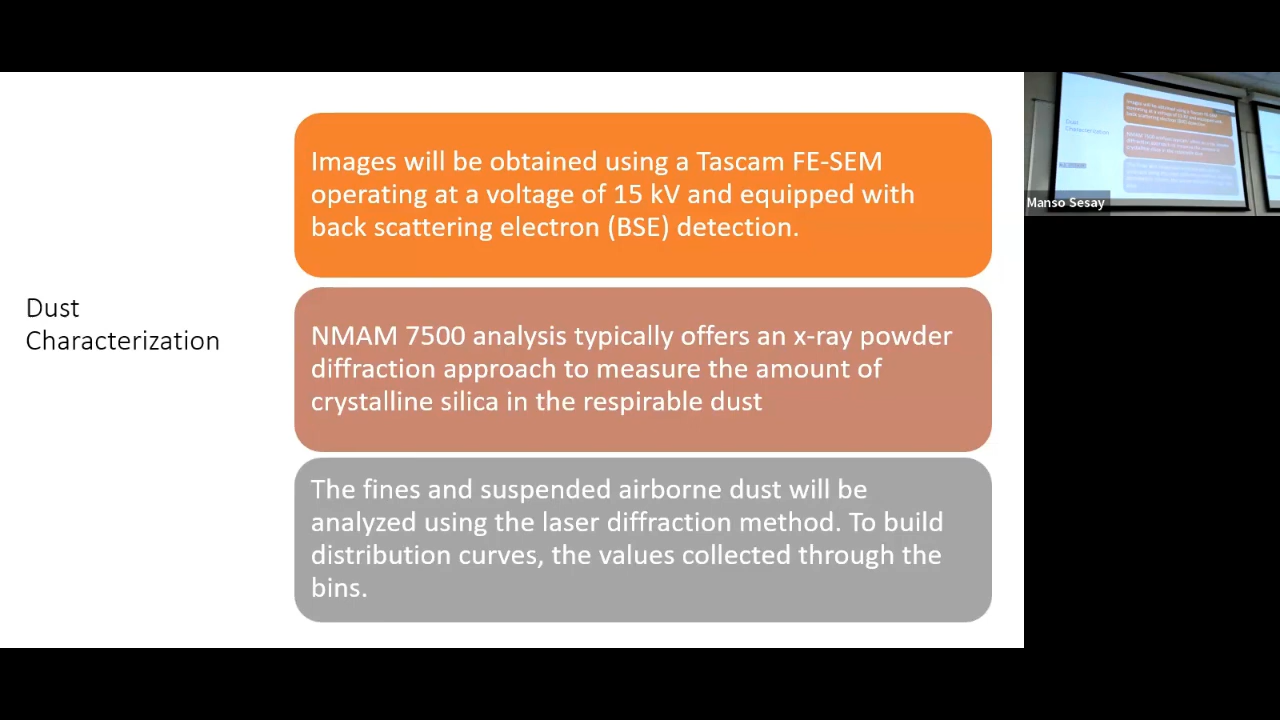 Dust
Characterization
Images will be obtained using a Tascam FE-SEM
operating at a voltage of 15 kV and equipped with
back scattering electron (BSE) detection.
NMAM 7500 analysis typically offers an x-ray powder
diffraction approach to measure the amount of
crystalline silica in the respirable dust
The fines and suspended airborne dust will be
analyzed using the laser diffraction method. To build
distribution curves, the values collected through the
bins.
Dust
Characterization
Manso Sesay